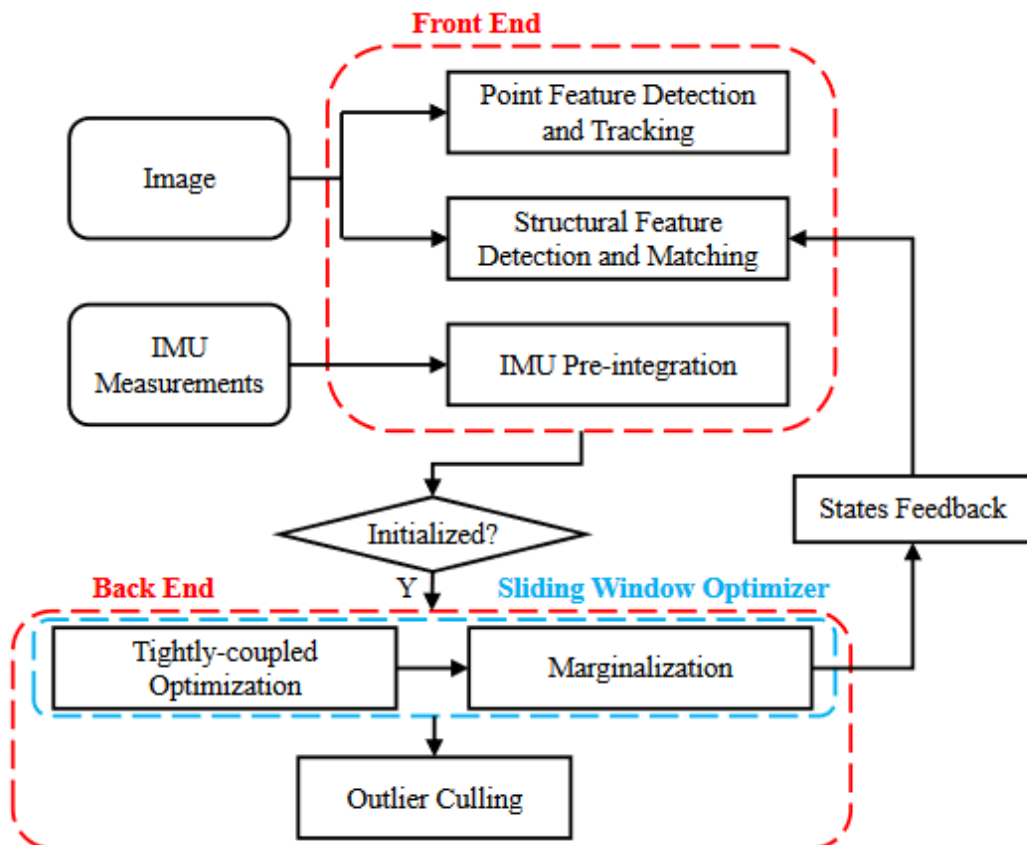 Front End
Point Feature Detection
and Tracking
Image
Structural Feature
Detection and Matching
IMU
Measurements
IMU Pre-integration
States Feedback
Initialized?
Y
Back End
Sliding Window Optimizer
Tightly-coupled
Optimization
Marginalization
Outlier Culling